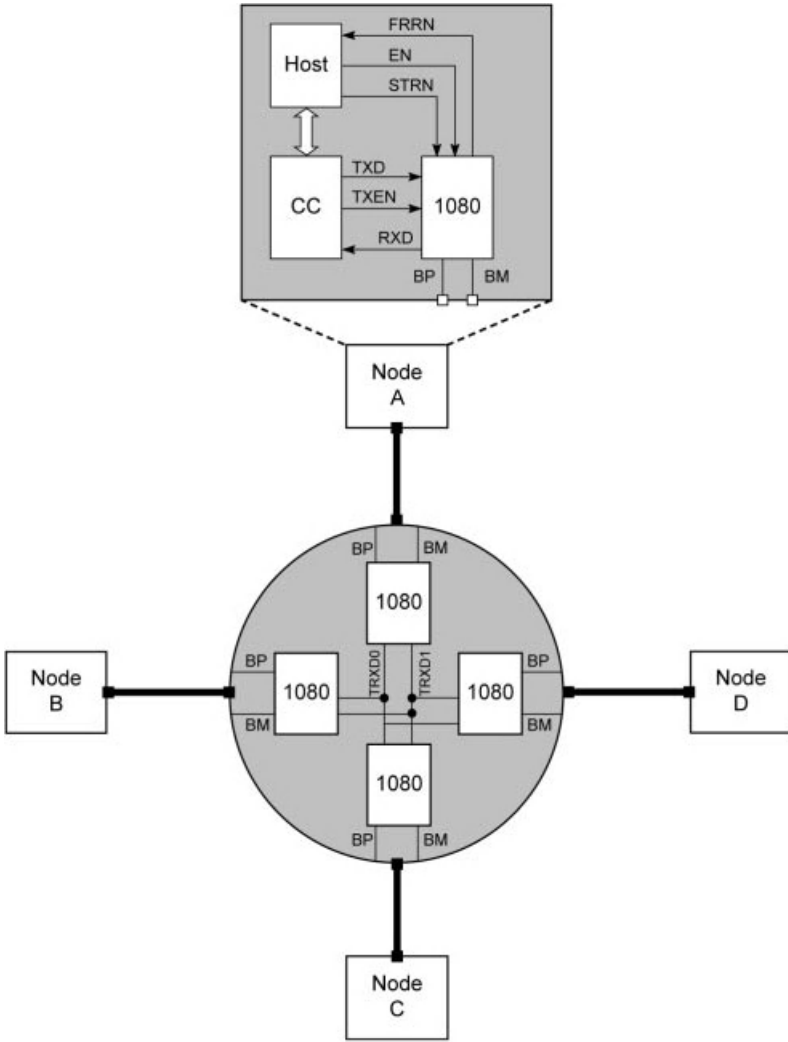 FRRN
Host
EN
STRN
TXD
CC
TXEN
1080
RXD
BP
BM
Node
A
BP
BM
1080
TRXD0
TRXD1
Node
B
BP
1080
BM
1080
BP
BM
Node
D
1080
BP
BM
Node
C